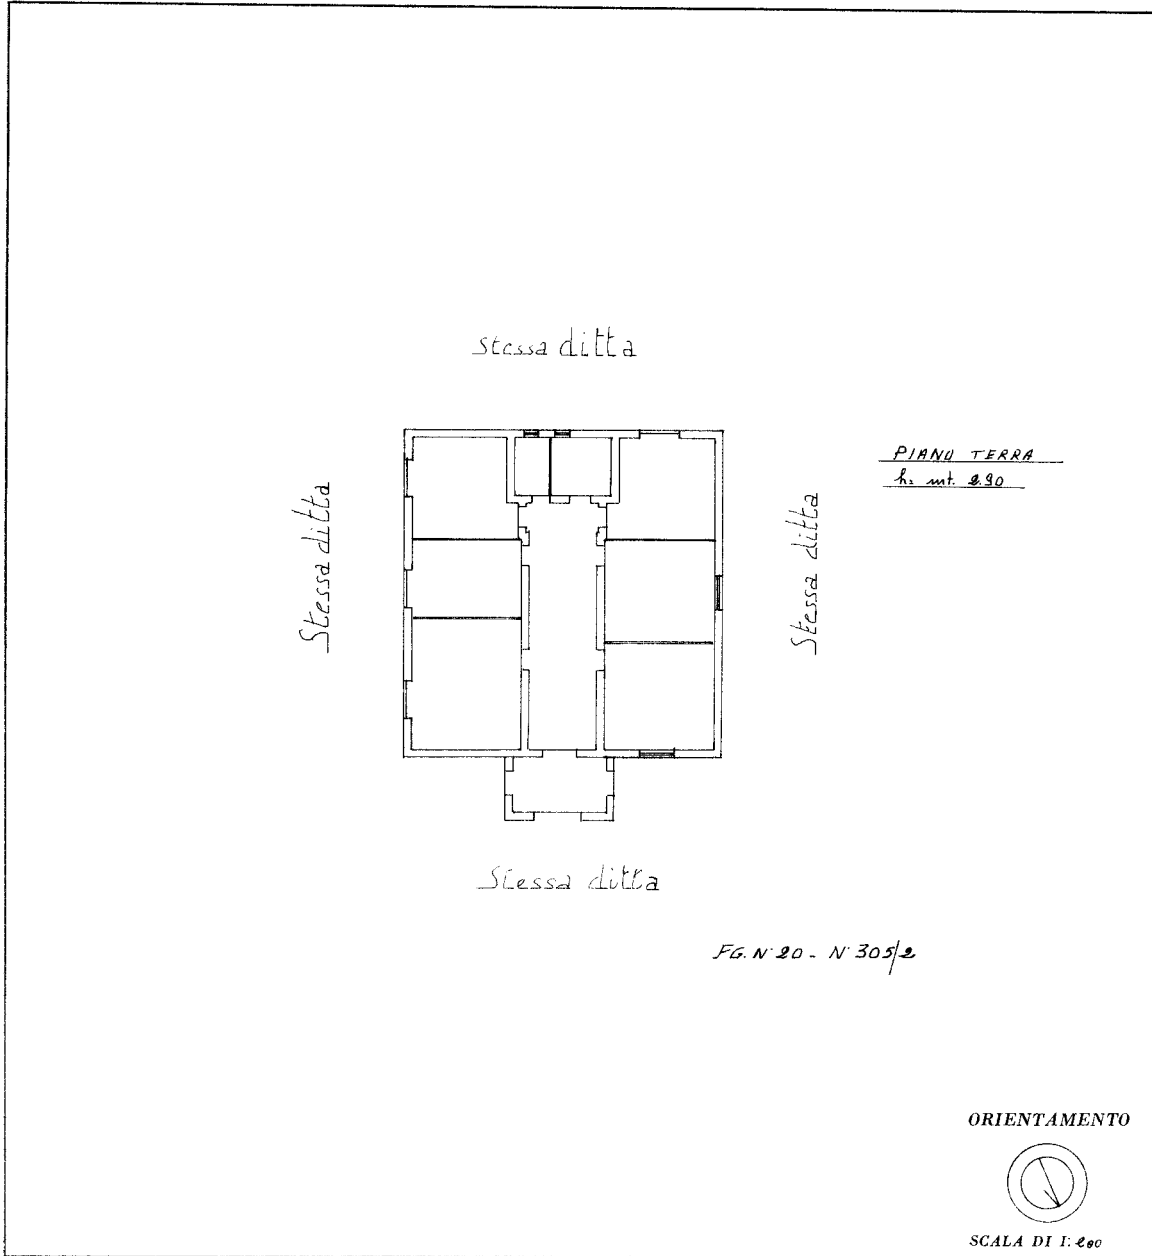 Stessa ditta
PIANO TERRA
h= mt. 2.90
Stessa ditta
Stessa ditta
Stessa ditta
FG. N° 20 - N° 305/2
ORIENTAMENTO
SCALA DI 1: 200